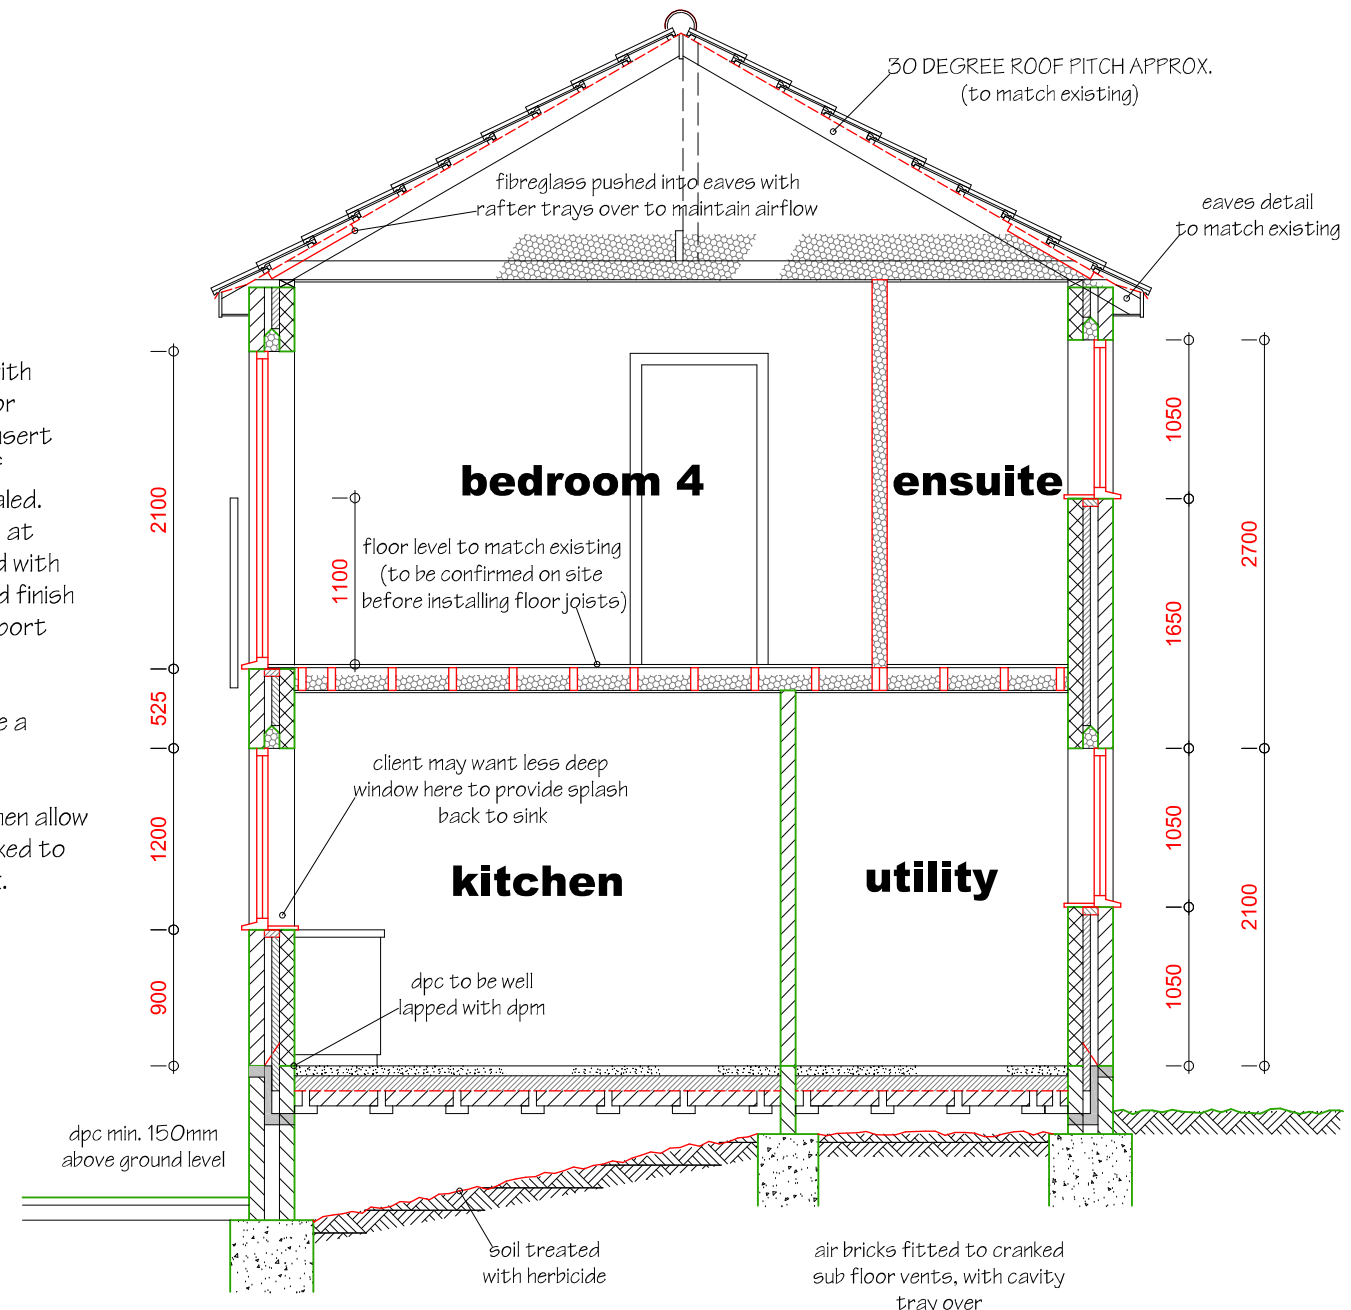 30 DEGREE ROOF PITCH APPROX.
(to match existing)
fibreglass pushed into eaves with
rafter trays over to maintain airflow
eaves detail
to match existing
with
or
sert
aled.
at
d with
d finish
port
e a
hen allow
ked to
2100
525
1200
900
1100
bedroom 4
ensuite
floor level to match existing
(to be confirmed on site
before installing floor joists)
1050
1650
1050
1050
2700
2100
client may want less deep
window here to provide splash
back to sink
kitchen
utility
dpc to be well
lapped with dpm
dpc min. 150mm
above ground level
soil treated
with herbicide
air bricks fitted to cranked
sub floor vents, with cavity
tray over